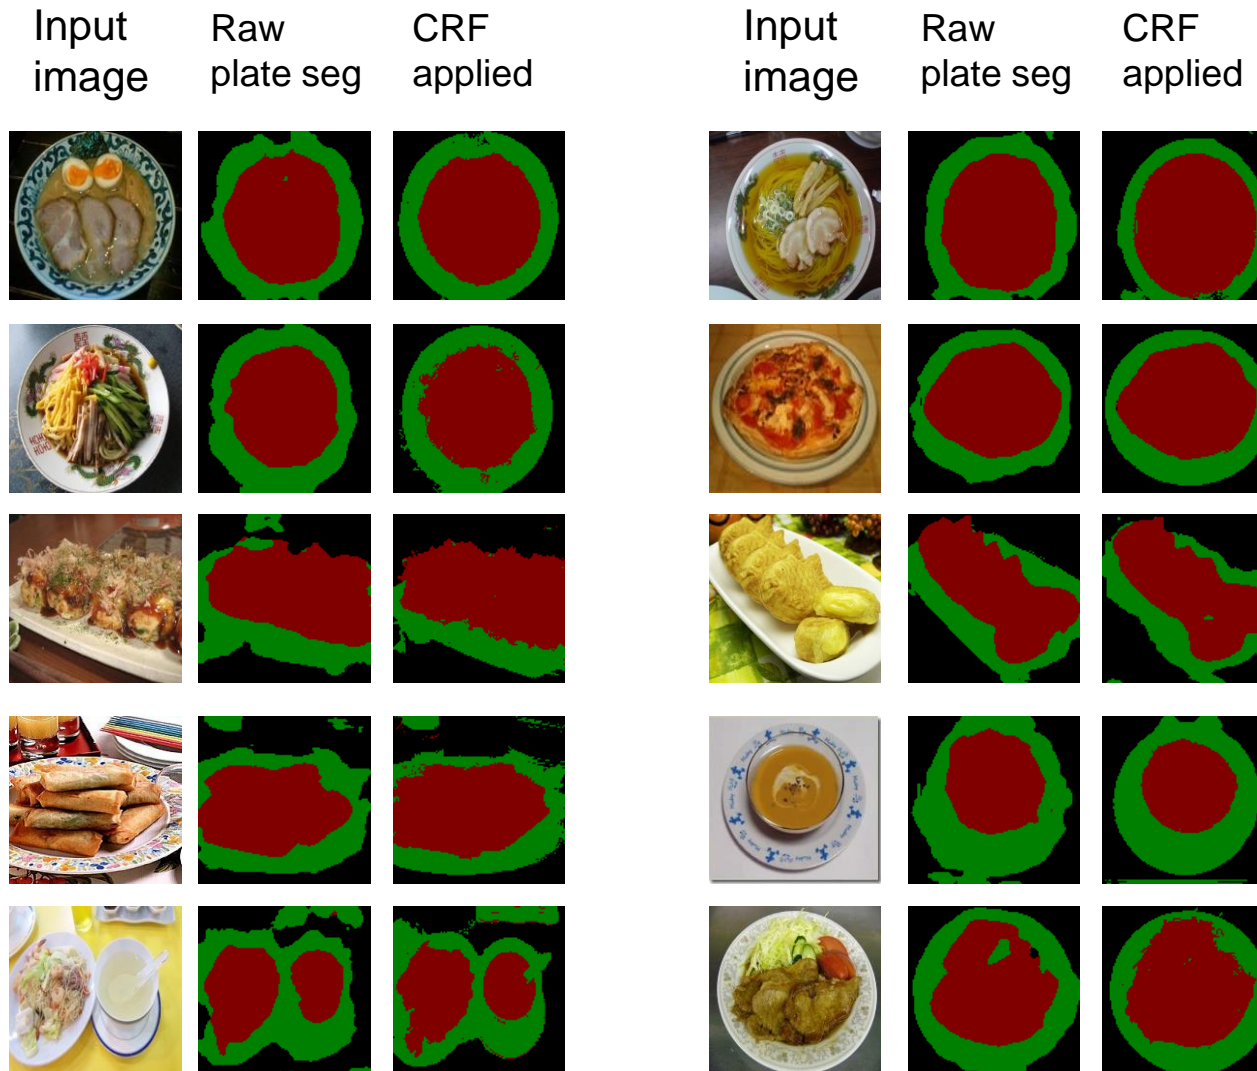 Input
image
Raw
plate seg
CRF
applied
Input
image
Raw
plate seg
CRF
applied